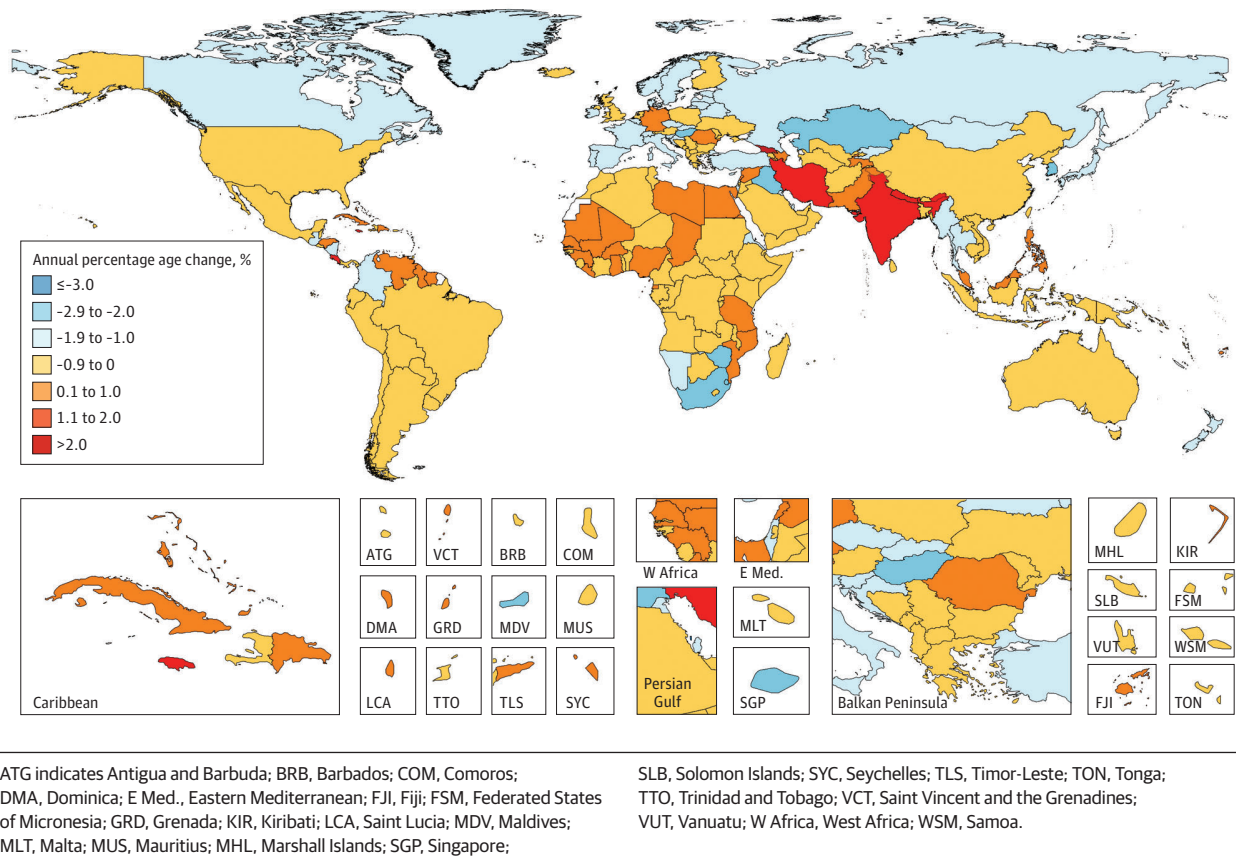 Annual percentage age change, %
≤-3.0
-2.9 to -2.0
-1.9 to -1.0
-0.9 to 0
0.1 to 1.0
1.1 to 2.0
>2.0
Caribbean
ATG
VCT
BRB
COM
DMA
GRD
MDV
MUS
LCA
TTO
TLS
SYC
W Africa
E Med.
Persian
Gulf
MLT
SGP
Balkan Peninsula
MHL
KIR
SLB
FSM
VUT
WSM
FJI
TON
ATG indicates Antigua and Barbuda; BRB, Barbados; COM, Comoros;
DMA, Dominica; E Med., Eastern Mediterranean; FJI, Fiji; FSM, Federated States
of Micronesia; GRD, Grenada; KIR, Kiribati; LCA, Saint Lucia; MDV, Maldives;
MLT, Malta; MUS, Mauritius; MHL, Marshall Islands; SGP, Singapore;
SLB, Solomon Islands; SYC, Seychelles; TLS, Timor-Leste; TON, Tonga;
TTO, Trinidad and Tobago; VCT, Saint Vincent and the Grenadines;
VUT, Vanuatu; W Africa, West Africa; WSM, Samoa.